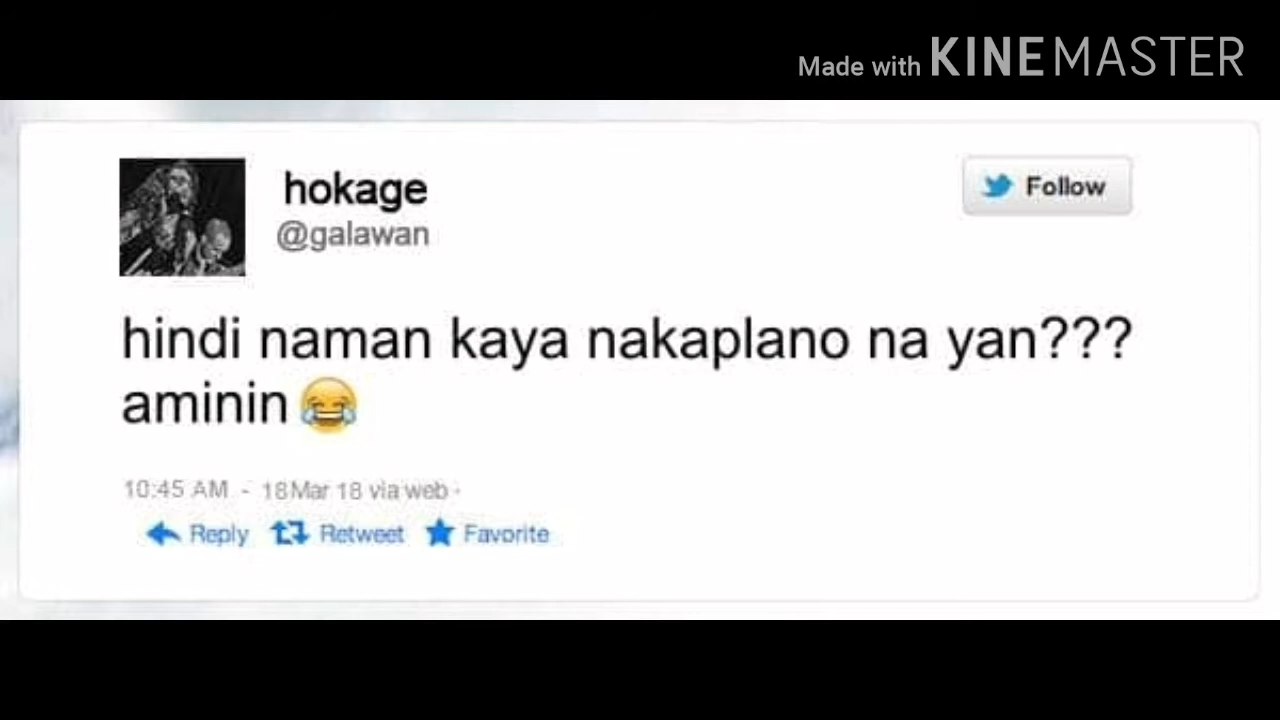 Made with KINEMASTER
hokage
Follow
@galawan
hindi naman kaya nakaplano na yan???
aminin 😂
10:45 AM - 18 Mar 18 via web ·
Reply Retweet Favorite